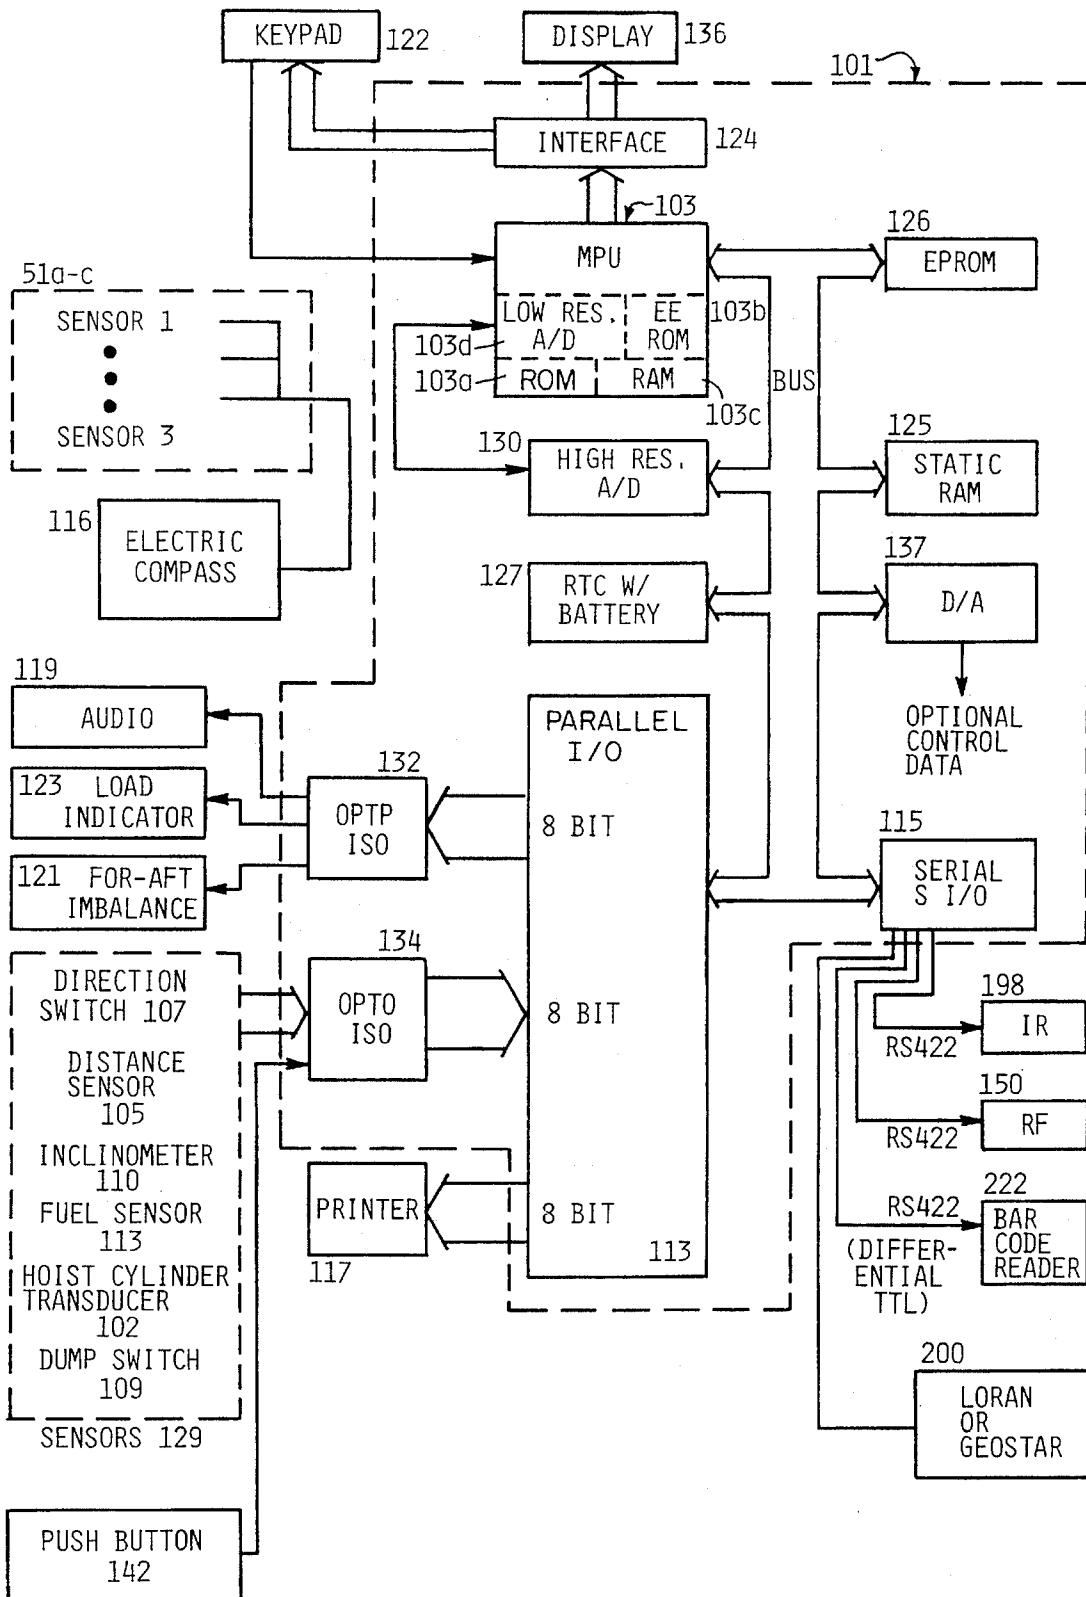 KEYPAD 122
DISPLAY 136
101
INTERFACE 124
103
MPU
126
EPROM
51a-c
SENSOR 1
SENSOR 3
LOW RES. A/D
103d
EE ROM
103b
103a
ROM
RAM
103c
BUS
130
HIGH RES. A/D
125
STATIC RAM
116
ELECTRIC COMPASS
127
RTC W/ BATTERY
137
D/A
OPTIONAL CONTROL DATA
119
AUDIO
123 LOAD INDICATOR
121 FOR-AFT IMBALANCE
132
OPTP ISO
PARALLEL I/O
8 BIT
115
SERIAL S I/O
134
OPTO ISO
8 BIT
DIRECTION SWITCH 107
DISTANCE SENSOR 105
INCLINOMETER 110
FUEL SENSOR 113
HOIST CYLINDER TRANSDUCER 102
DUMP SWITCH 109
SENSORS 129
PRINTER
117
8 BIT
113
198
IR
RS422
150
RF
RS422
222
BAR CODE READER
RS422
(DIFFER-
ENTIAL
TTL)
200
LORAN OR GEOSTAR
PUSH BUTTON 142